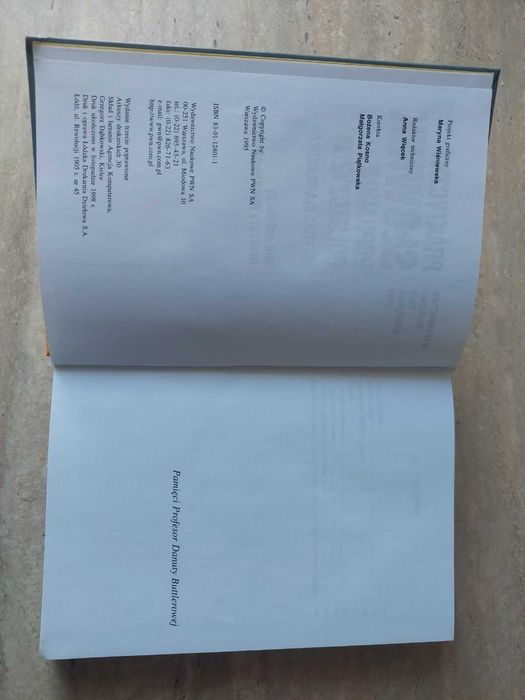 Projekt graficzny
Maryna Wiśniewska
Redaktor techniczny
Anna Więcek
Korekta
Bożena Kosno
Małgorzata Piątkowska
© Copyright by
Wydawnictwo Naukowe PWN SA
Warszawa 1995
ISBN 83-01-12801-1
Wydawnictwo Naukowe PWN SA
00-251 Warszawa, ul. Miodowa 10
tel.: (0-22) 695-43-21
faks: (0-22) 826-71-63
e-mail: pwn@pwn.com.pl
http://www.pwn.com.pl
Wydanie trzecie poprawione
Arkuszy drukarskich 30
Skład i łamanie Agencja Komputerowa,
Grzegorz Dąbkowski, Kielce
Druk ukończono w listopadzie 1998 r.
Druk i oprawa Łódzka Drukarnia Dziełowa S.A.
Łódź, ul. Rewolucji 1905 r. nr 45
Pamięci Profesor Danuty Buttlerowej